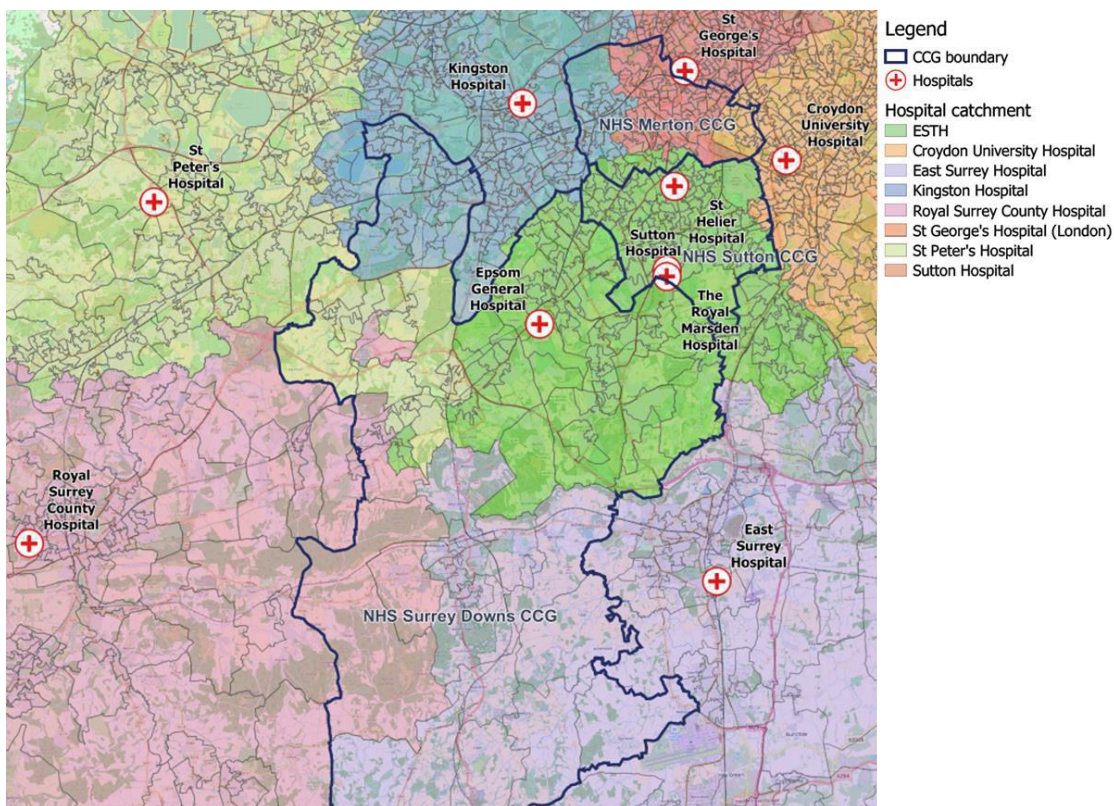 St
George's
Hospital
Kingston
Hospital
Croydon
University
Hospital
NHS Merton CCG
St
Peter's
Hospital
St
Helier
Hospital
Sutton
Hospital
NHS Sutton CCG
Epsom
General
Hospital
The
Royal
Marsden
Hospital
Royal
Surrey
County
Hospital
East
Surrey
Hospital
NHS Surrey Downs CCG
Legend
CCG boundary
Hospitals
Hospital catchment
ESTH
Croydon University Hospital
East Surrey Hospital
Kingston Hospital
Royal Surrey County Hospital
St George's Hospital (London)
St Peter's Hospital
Sutton Hospital